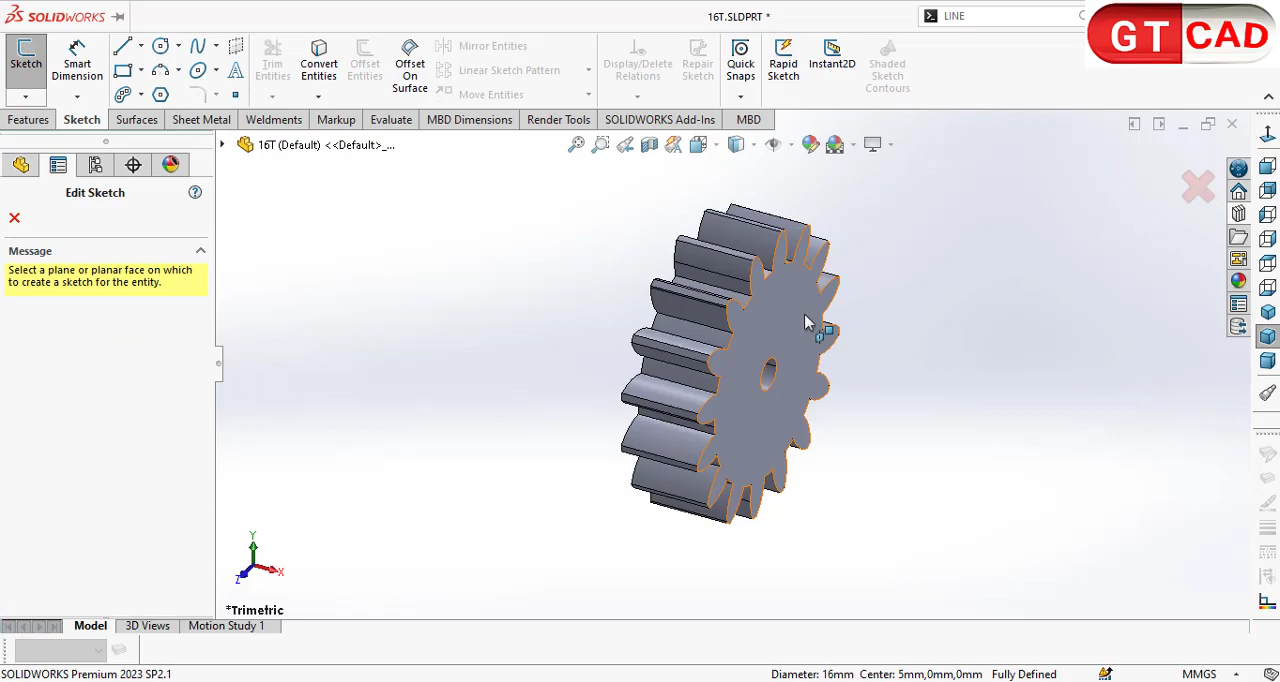 SOLIDWORKS
16T.SLDPRT *
LINE
GT CAD
Sketch
Smart Dimension
Trim Entities
Convert Entities
Offset Entities
Offset On Surface
Mirror Entities
Linear Sketch Pattern
Move Entities
Display/Delete Relations
Repair Sketch
Quick Snaps
Rapid Sketch
Instant2D
Shaded Sketch Contours
Features
Sketch
Surfaces
Sheet Metal
Weldments
Markup
Evaluate
MBD Dimensions
Render Tools
SOLIDWORKS Add-Ins
MBD
16T (Default) <<Default>_...
Edit Sketch
Message
Select a plane or planar face on which
to create a sketch for the entity.
Y
X
Z
*Trimetric
Model
3D Views
Motion Study 1
SOLIDWORKS Premium 2023 SP2.1
Diameter: 16mm Center: 5mm,0mm,0mm
Fully Defined
MMGS